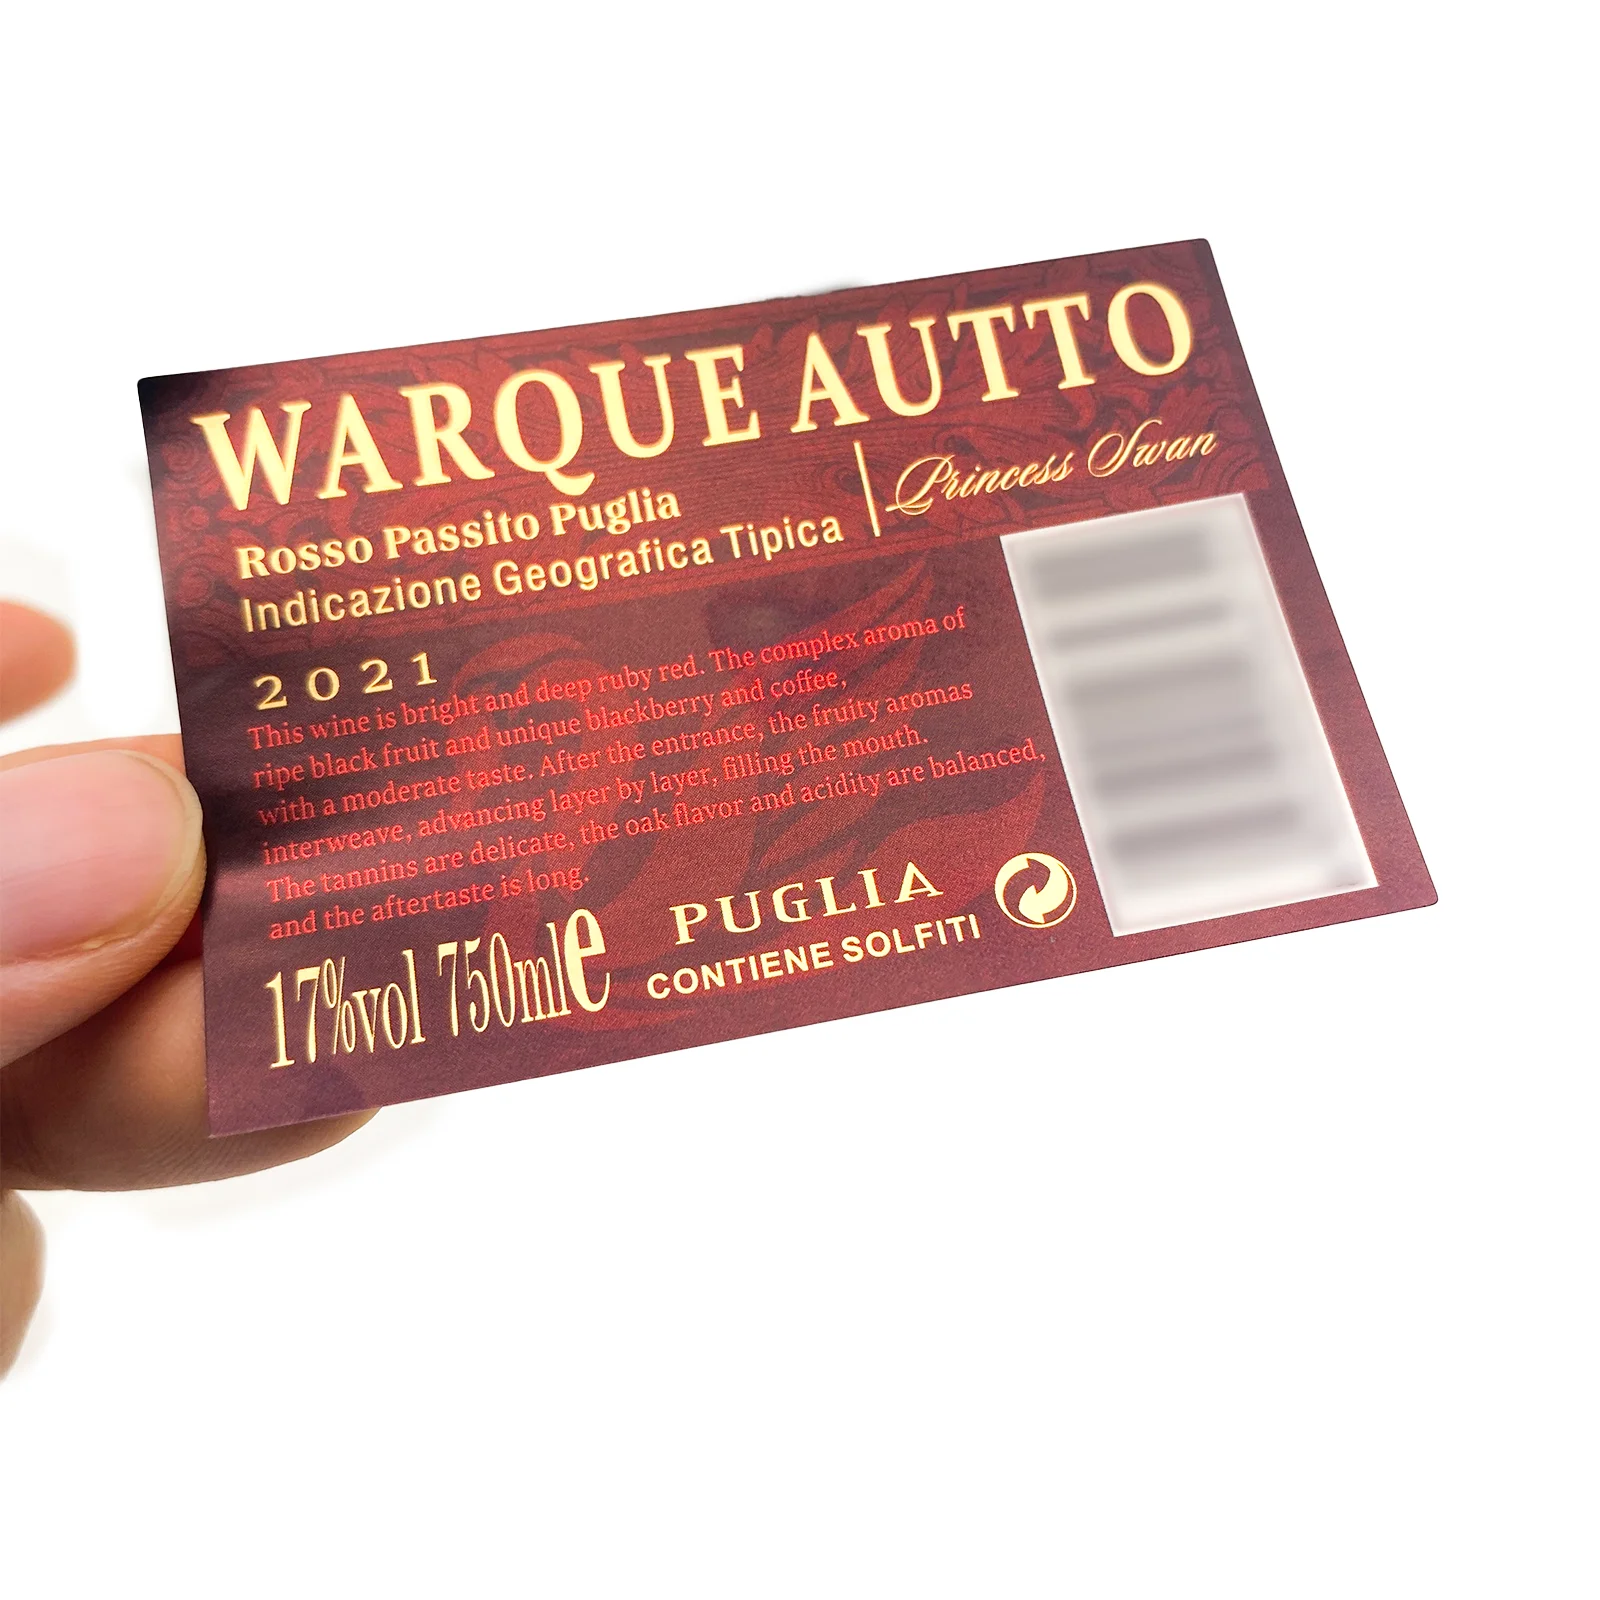 WARQUE AUTTO
Rosso Passito Puglia
Indicazione Geografica Tipica
Princess Swan
2021
This wine is bright and deep ruby red. The complex aroma of
ripe black fruit and unique blackberry and coffee,
with a moderate taste. After the entrance, the fruity aromas
interweave, advancing layer by layer, filling the mouth.
The tannins are delicate, the oak flavor and acidity are balanced,
and the aftertaste is long.
17%vol 750ml e
PUGLIA
CONTIENE SOLFITI